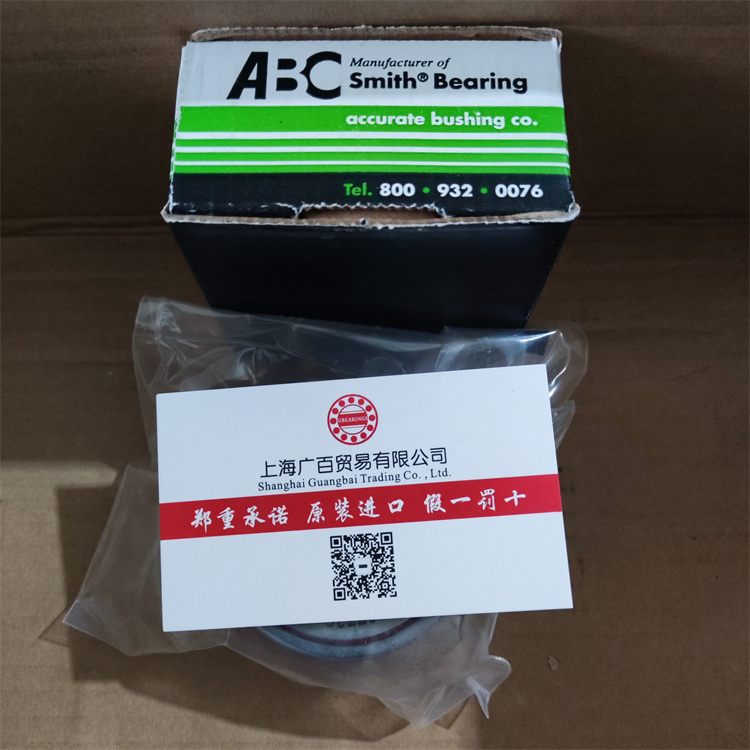 ABC
Manufacturer of
Smith® Bearing
accurate bushing co.
Tel. 800 • 932 • 0076
GBEARINGS
上海广百贸易有限公司
Shanghai Guangbai Trading Co. , Ltd.
郑重承诺 原装进口 假一罚十